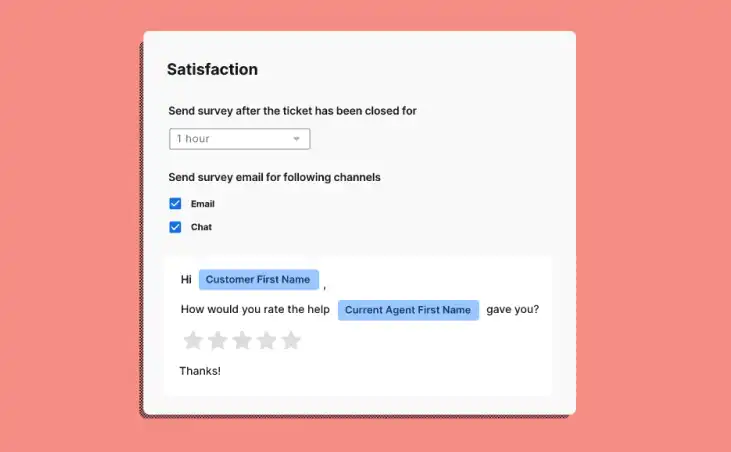 Satisfaction
Send survey after the ticket has been closed for
1 hour
Send survey email for following channels
Email
Chat
Hi Customer First Name ,
How would you rate the help Current Agent First Name gave you?
Thanks!